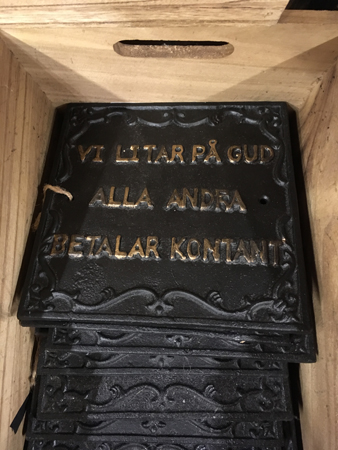 "VI LITAR PÅ GUD"
ALLA ANDRA
"BETALAR KONTANT"